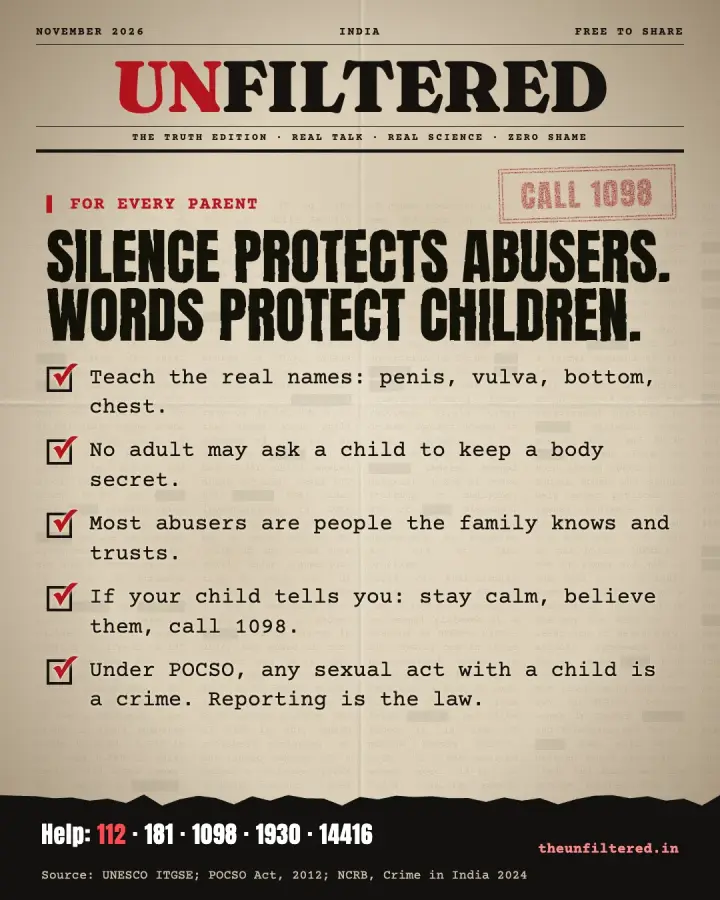 NOVEMBER 2026 INDIA FREE TO SHARE
UNFILTERED
THE TRUTH EDITION · REAL TALK · REAL SCIENCE · ZERO SHAME
CALL 1098
FOR EVERY PARENT
SILENCE PROTECTS ABUSERS.
WORDS PROTECT CHILDREN.
Teach the real names: penis, vulva, bottom,
chest.
No adult may ask a child to keep a body
secret.
Most abusers are people the family knows and
trusts.
If your child tells you: stay calm, believe
them, call 1098.
Under POCSO, any sexual act with a child is
a crime. Reporting is the law.
Help: 112 · 181 · 1098 · 1930 · 14416
theunfiltered.in
Source: UNESCO ITGSE; POCSO Act, 2012; NCRB, Crime in India 2024